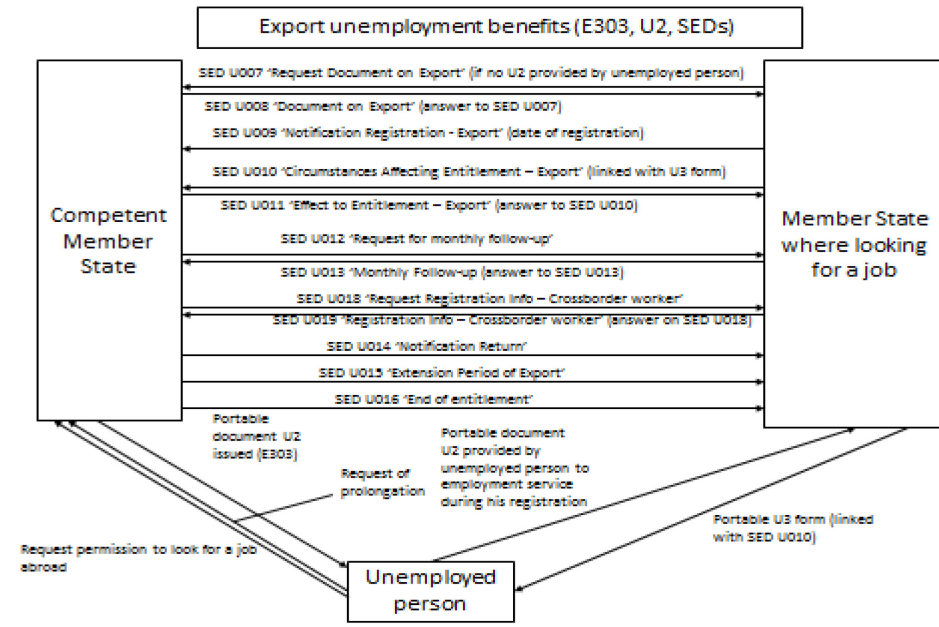 Export unemployment benefits (E303, U2, SEDs)
SED U007 ‘Request Document on Export’ (if no U2 provided by unemployed person)
SED U008 ‘Document on Export’ (answer to SED U007)
SED U009 ‘Notification Registration - Export’ (date of registration)
SED U010 ‘Circumstances Affecting Entitlement – Export’ (linked with U3 form)
SED U011 ‘Effect to Entitlement – Export’ (answer to SED U010)
SED U012 ‘Request for monthly follow-up’
SED U013 ‘Monthly Follow-up (answer to SED U013)
SED U018 ‘Request Registration Info – Crossborder worker’
SED U019 ‘Registration Info – Crossborder worker’ (answer on SED U018)
SED U014 ‘Notification Return’
SED U015 ‘Extension Period of Export’
SED U016 ‘End of entitlement’
Competent
Member
State
Member State
where looking
for a job
Portable
document U2
issued (E303)
Request of
prolongation
Portable document
U2 provided by
unemployed person to
employment service
during his registration
Portable U3 form (linked
with SED U010)
Request permission to look for a job
abroad
Unemployed
person